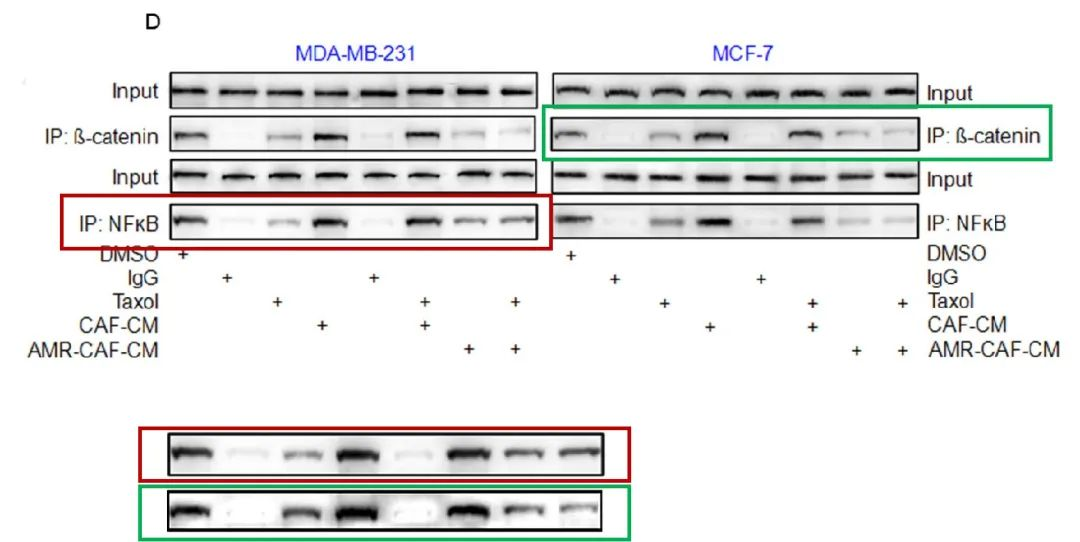 D
MDA-MB-231 MCF-7
Input Input
IP: ß-catenin IP: ß-catenin
Input Input
IP: NFκB IP: NFκB
DMSO + + DMSO
IgG + + + + IgG
Taxol + + + + + + Taxol
CAF-CM + + + + CAF-CM
AMR-CAF-CM + + + + AMR-CAF-CM